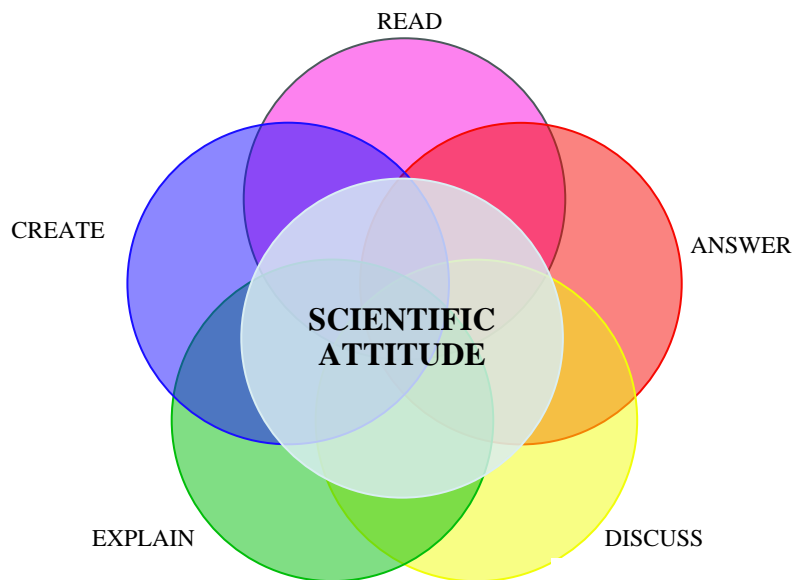 READ
CREATE
ANSWER
SCIENTIFIC
ATTITUDE
EXPLAIN
DISCUSS